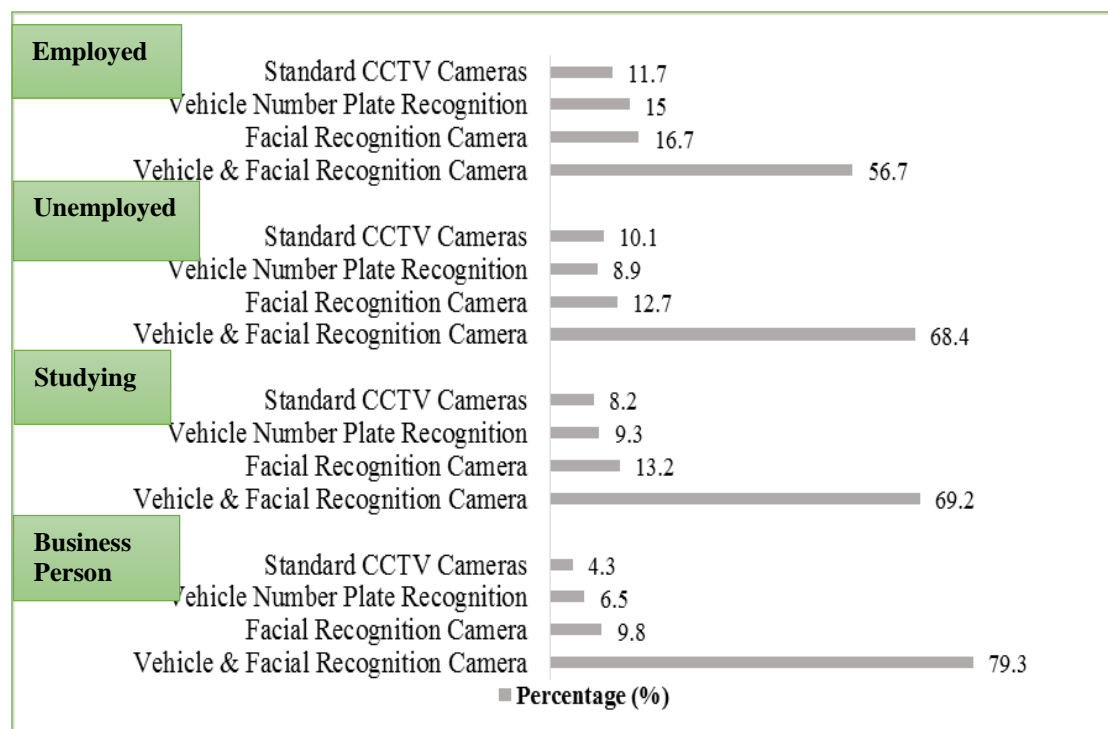 Employed
Standard CCTV Cameras 11.7
Vehicle Number Plate Recognition 15
Facial Recognition Camera 16.7
Vehicle & Facial Recognition Camera 56.7
Unemployed
Standard CCTV Cameras 10.1
Vehicle Number Plate Recognition 8.9
Facial Recognition Camera 12.7
Vehicle & Facial Recognition Camera 68.4
Studying
Standard CCTV Cameras 8.2
Vehicle Number Plate Recognition 9.3
Facial Recognition Camera 13.2
Vehicle & Facial Recognition Camera 69.2
Business
Person
Standard CCTV Cameras 4.3
Vehicle Number Plate Recognition 6.5
Facial Recognition Camera 9.8
Vehicle & Facial Recognition Camera 79.3
Percentage (%)